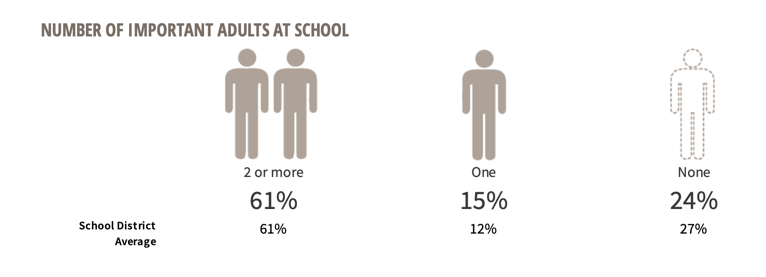 NUMBER OF IMPORTANT ADULTS AT SCHOOL
2 or more
One
None
61%
15%
24%
School District
Average
61%
12%
27%